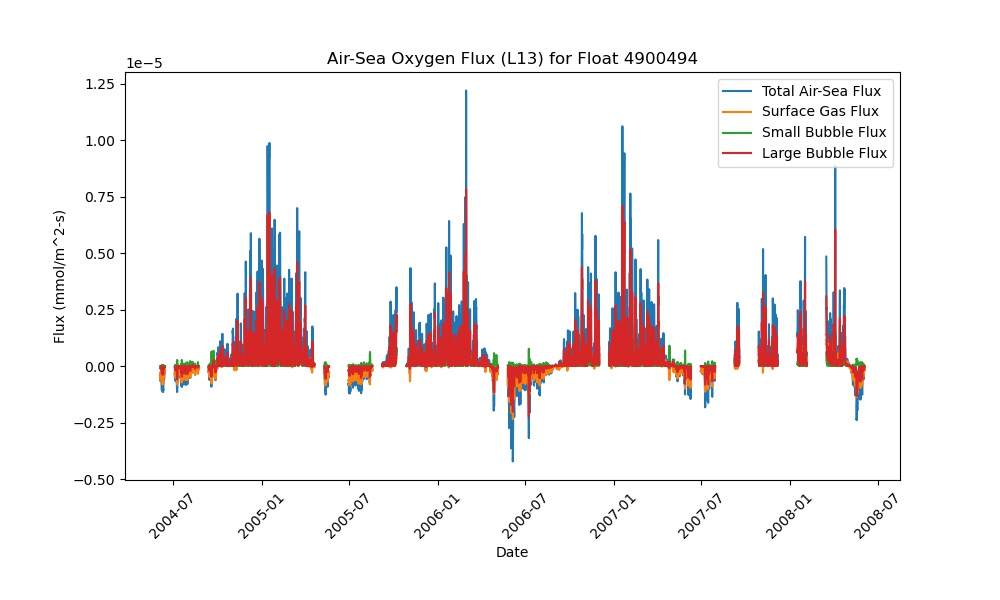 Air-Sea Oxygen Flux (L13) for Float 4900494
1e−5
Total Air-Sea Flux
Surface Gas Flux
Small Bubble Flux
Large Bubble Flux
1.25
1.00
0.75
0.50
0.25
0.00
−0.25
−0.50
Flux (mmol/m^2-s)
2004-07
2005-01
2005-07
2006-01
2006-07
2007-01
2007-07
2008-01
2008-07
Date